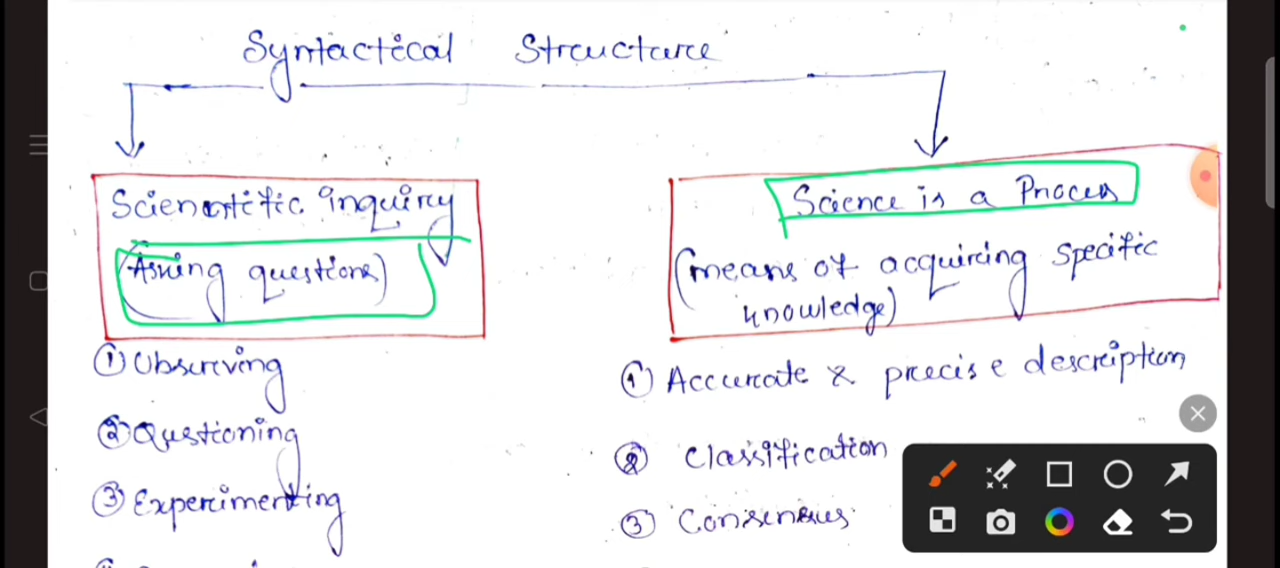 Syntactical Structure
Scientific inquiry
(Asking questions)
① Observing
② Questioning
③ Experimenting
Science is a Process
(means of acquiring specific
knowledge)
① Accurate & precise description
② Classification
③ Consensus